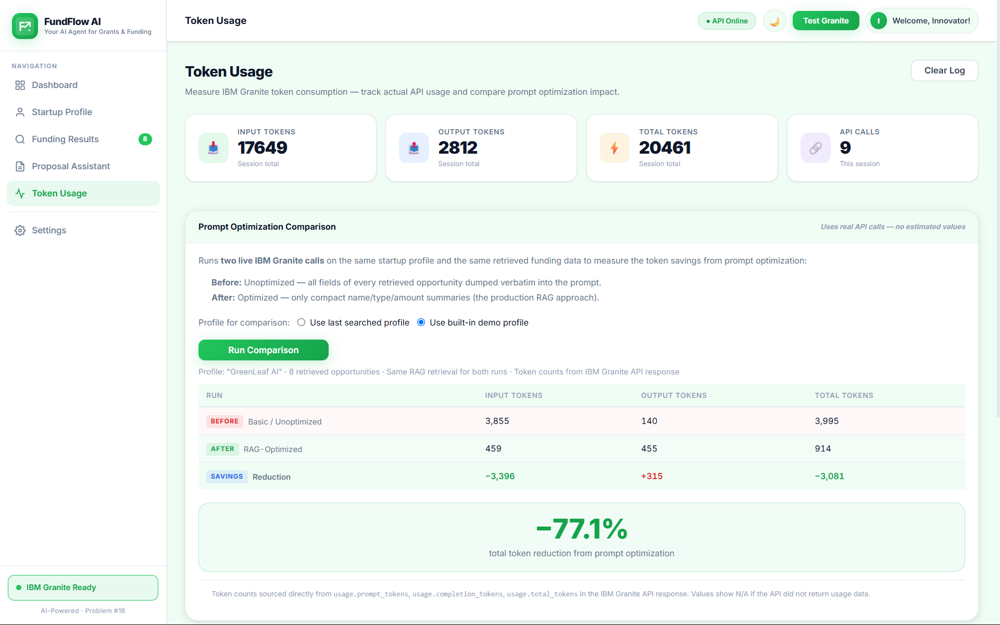 FundFlow AI
Your AI Agent for Grants & Funding
NAVIGATION
Dashboard
Startup Profile
Funding Results 8
Proposal Assistant
Token Usage
Settings
IBM Granite Ready
AI-Powered · Problem #18
Token Usage
● API Online
Test Granite
I Welcome, Innovator!
Token Usage
Clear Log
Measure IBM Granite token consumption — track actual API usage and compare prompt optimization impact.
INPUT TOKENS
17649
Session total
OUTPUT TOKENS
2812
Session total
TOTAL TOKENS
20461
Session total
API CALLS
9
This session
Prompt Optimization Comparison
Uses real API calls — no estimated values
Runs two live IBM Granite calls on the same startup profile and the same retrieved funding data to measure the token savings from prompt optimization:
Before: Unoptimized — all fields of every retrieved opportunity dumped verbatim into the prompt.
After: Optimized — only compact name/type/amount summaries (the production RAG approach).
Profile for comparison: Use last searched profile Use built-in demo profile
Run Comparison
Profile: "GreenLeaf AI" · 8 retrieved opportunities · Same RAG retrieval for both runs · Token counts from IBM Granite API response
RUN INPUT TOKENS OUTPUT TOKENS TOTAL TOKENS
BEFORE Basic / Unoptimized 3,855 140 3,995
AFTER RAG-Optimized 459 455 914
SAVINGS Reduction −3,396 +315 −3,081
−77.1%
total token reduction from prompt optimization
Token counts sourced directly from usage.prompt_tokens, usage.completion_tokens, usage.total_tokens in the IBM Granite API response. Values show N/A if the API did not return usage data.